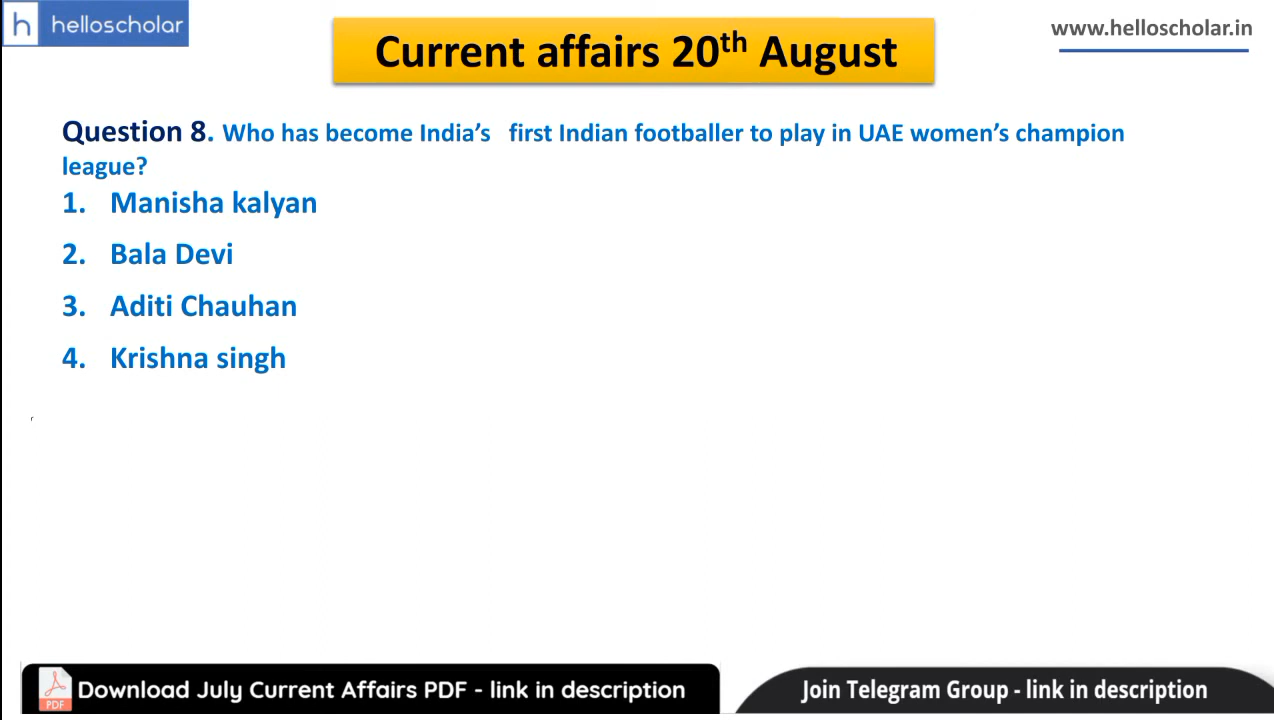 h helloscholar
www.helloscholar.in
Current affairs 20th August
Question 8. Who has become India's first Indian footballer to play in UAE women's champion
league?
1. Manisha kalyan
2. Bala Devi
3. Aditi Chauhan
4. Krishna singh
PDF Download July Current Affairs PDF - link in description
Join Telegram Group - link in description